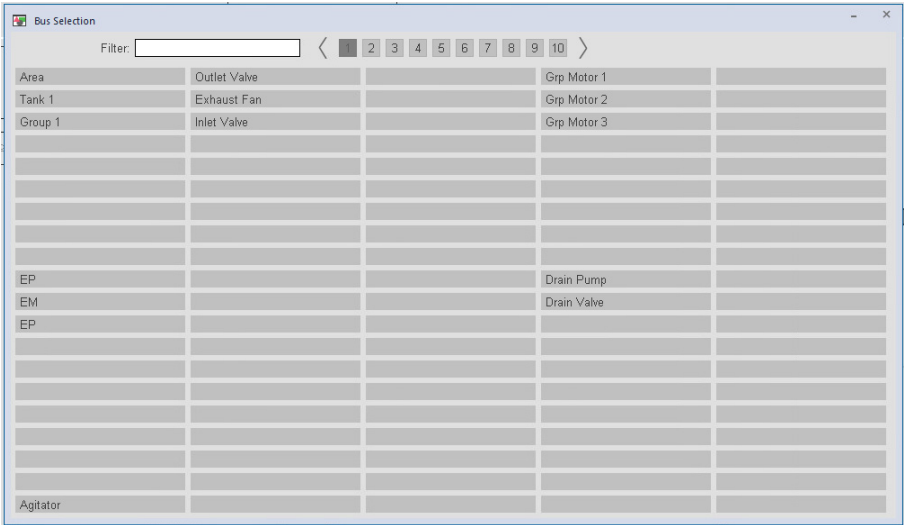 Bus Selection
Filter: 1 2 3 4 5 6 7 8 9 10
Area Outlet Valve Grp Motor 1
Tank 1 Exhaust Fan Grp Motor 2
Group 1 Inlet Valve Grp Motor 3
EP Drain Pump
EM Drain Valve
EP
Agitator